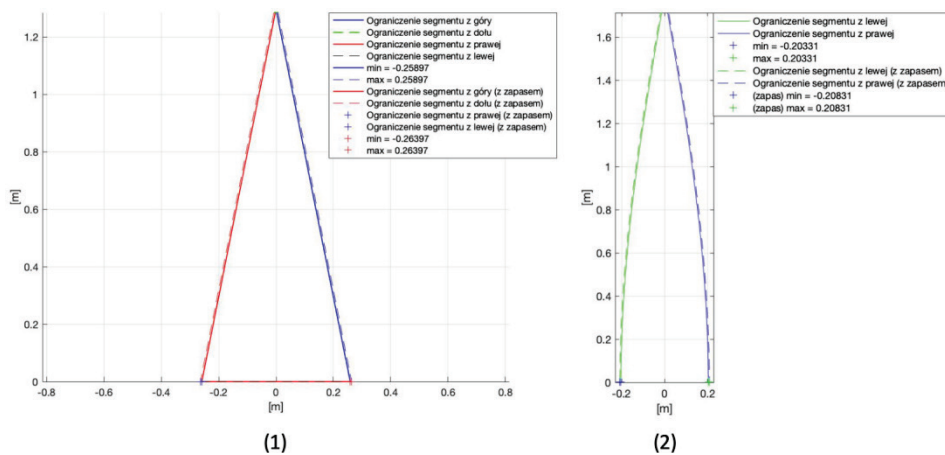 1.2
1
0.8
0.6
0.4
0.2
0
[m]
-0.8
-0.6
-0.4
-0.2
0
0.2
0.4
0.6
0.8
[m]
Ograniczenie segmentu z góry
Ograniczenie segmentu z dołu
Ograniczenie segmentu z prawej
Ograniczenie segmentu z lewej
min = -0.25897
max = 0.25897
Ograniczenie segmentu z góry (z zapasem)
Ograniczenie segmentu z dołu (z zapasem)
Ograniczenie segmentu z prawej (z zapasem)
Ograniczenie segmentu z lewej (z zapasem)
min = -0.26397
max = 0.26397
(1)
1.6
1.4
1.2
1
0.8
0.6
0.4
0.2
0
[m]
-0.2
0
0.2
[m]
Ograniczenie segmentu z lewej
Ograniczenie segmentu z prawej
min = -0.20331
max = 0.20331
Ograniczenie segmentu z lewej (z zapasem)
Ograniczenie segmentu z prawej (z zapasem)
(zapas) min = -0.20831
(zapas) max = 0.20831
(2)